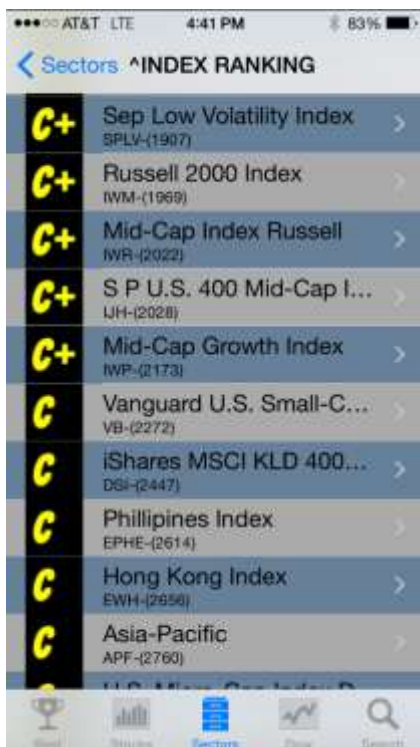 AT&T LTE 4:41 PM 83%
Sectors ^INDEX RANKING
C+ Sep Low Volatility Index
SPLV-(1907)
C+ Russell 2000 Index
IWM-(1969)
C+ Mid-Cap Index Russell
IWR-(2022)
C+ S P U.S. 400 Mid-Cap I...
IJH-(2028)
C+ Mid-Cap Growth Index
IWP-(2173)
C Vanguard U.S. Small-C...
VB-(2272)
C iShares MSCI KLD 400...
DSI-(2447)
C Phillipines Index
EPHE-(2614)
C Hong Kong Index
EWH-(2656)
C Asia-Pacific
APF-(2760)
U.S. Micro-Cap Index
Stocks Sectors Search